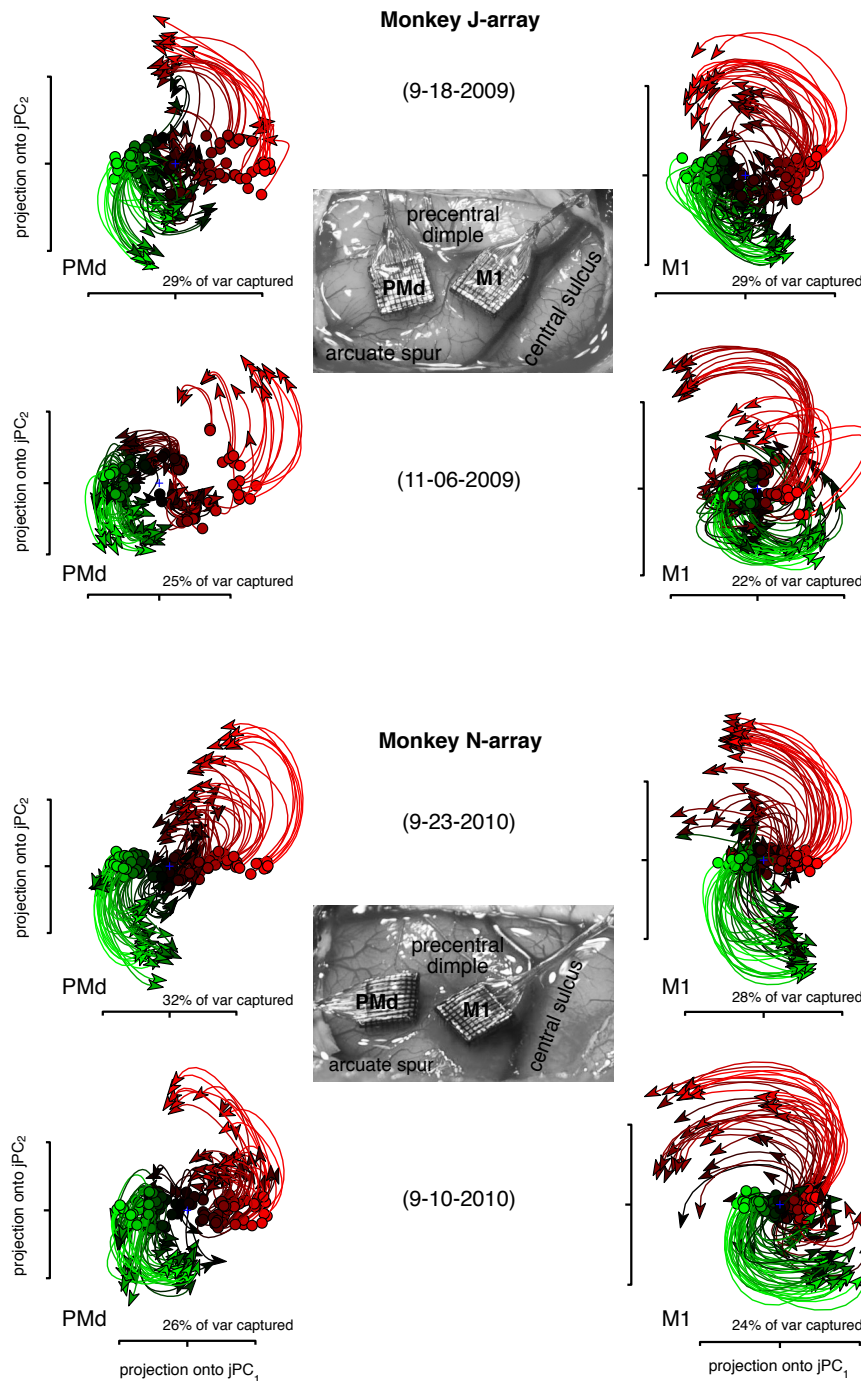 Monkey J-array
(9-18-2009)
projection onto jPC2
PMd
29% of var captured
precentral
dimple
PMd
M1
central sulcus
arcuate spur
M1
29% of var captured
projection onto jPC2
PMd
25% of var captured
(11-06-2009)
M1
22% of var captured
Monkey N-array
(9-23-2010)
projection onto jPC2
PMd
32% of var captured
precentral
dimple
PMd
M1
central sulcus
arcuate spur
M1
28% of var captured
projection onto jPC2
PMd
26% of var captured
projection onto jPC1
(9-10-2010)
M1
24% of var captured
projection onto jPC1